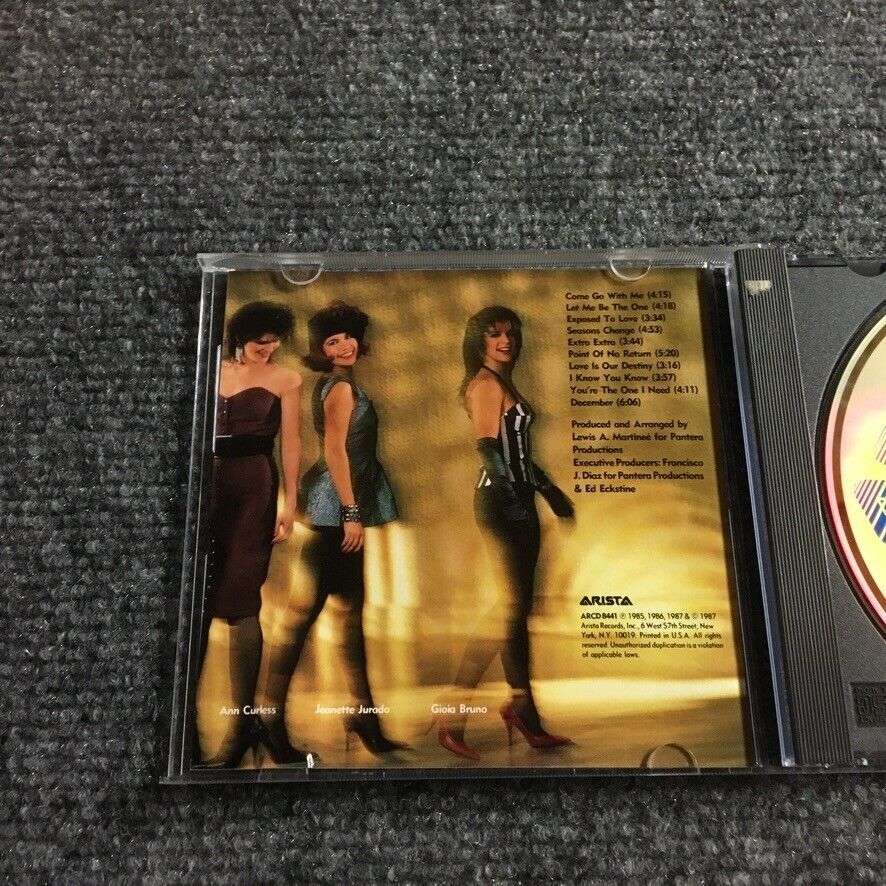 Come Go With Me (4:15)
Let Me Be The One (4:18)
Exposed To Love (3:34)
Seasons Change (4:53)
Extra Extra (3:44)
Point Of No Return (5:20)
Love Is Our Destiny (3:16)
I Know You Know (3:57)
You're The One I Need (4:11)
December (6:06)
Produced and Arranged by
Lewis A. Martineé for Pantera
Productions
Executive Producers: Francisco
J. Diaz for Pantera Productions
& Ed Eckstine
ARISTA
ARCD 8441 ℗ 1985, 1986, 1987 & © 1987
Arista Records, Inc., 6 West 57th Street, New
York, N.Y. 10019. Printed in U.S.A. All rights
reserved. Unauthorized duplication is a violation
of applicable laws.
Ann Curless
Jeanette Jurado
Gioia Bruno